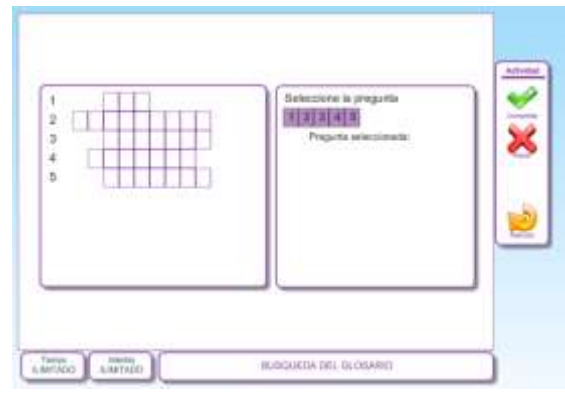 1
2
3
4
5
Seleccione la pregunta
1 2 3 4 5
Pregunta seleccionada:
Actividad
Tiempo
ILIMITADO
Intentos
ILIMITADO
BUSQUEDA DEL GLOSARIO